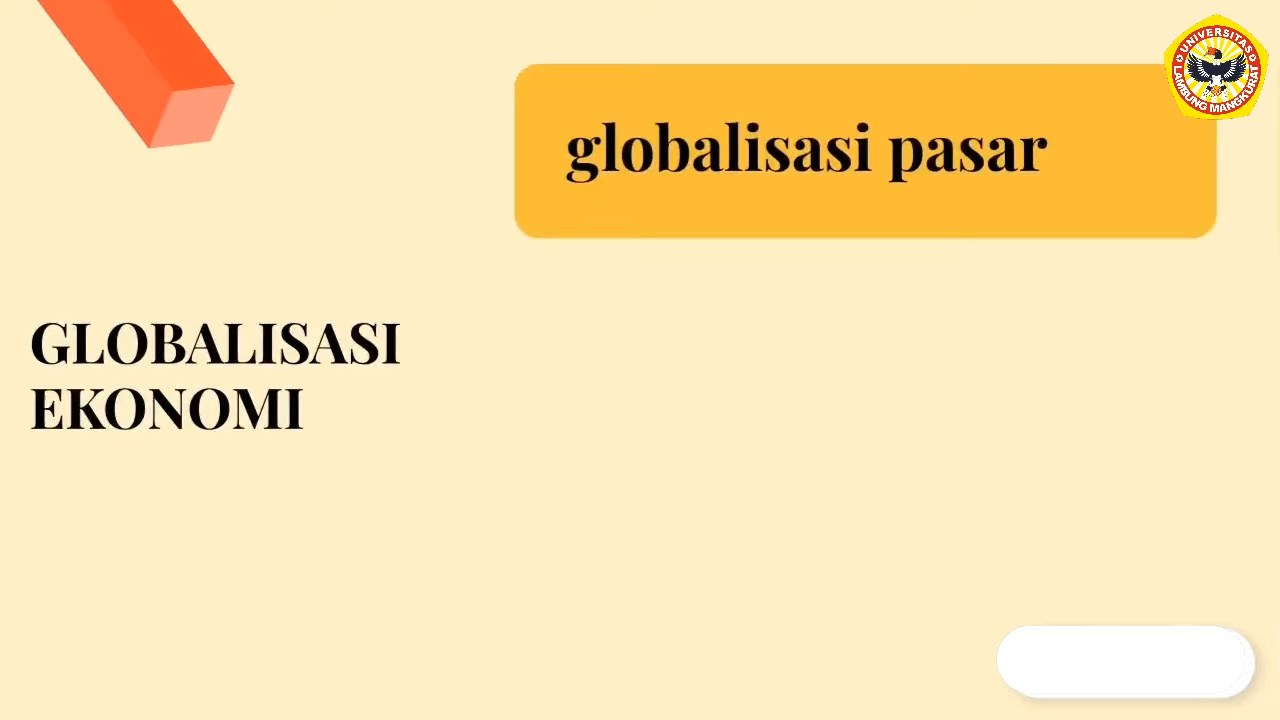 UNIVERSITAS
LAMBUNG MANGKURAT
globalisasi pasar
GLOBALISASI
EKONOMI